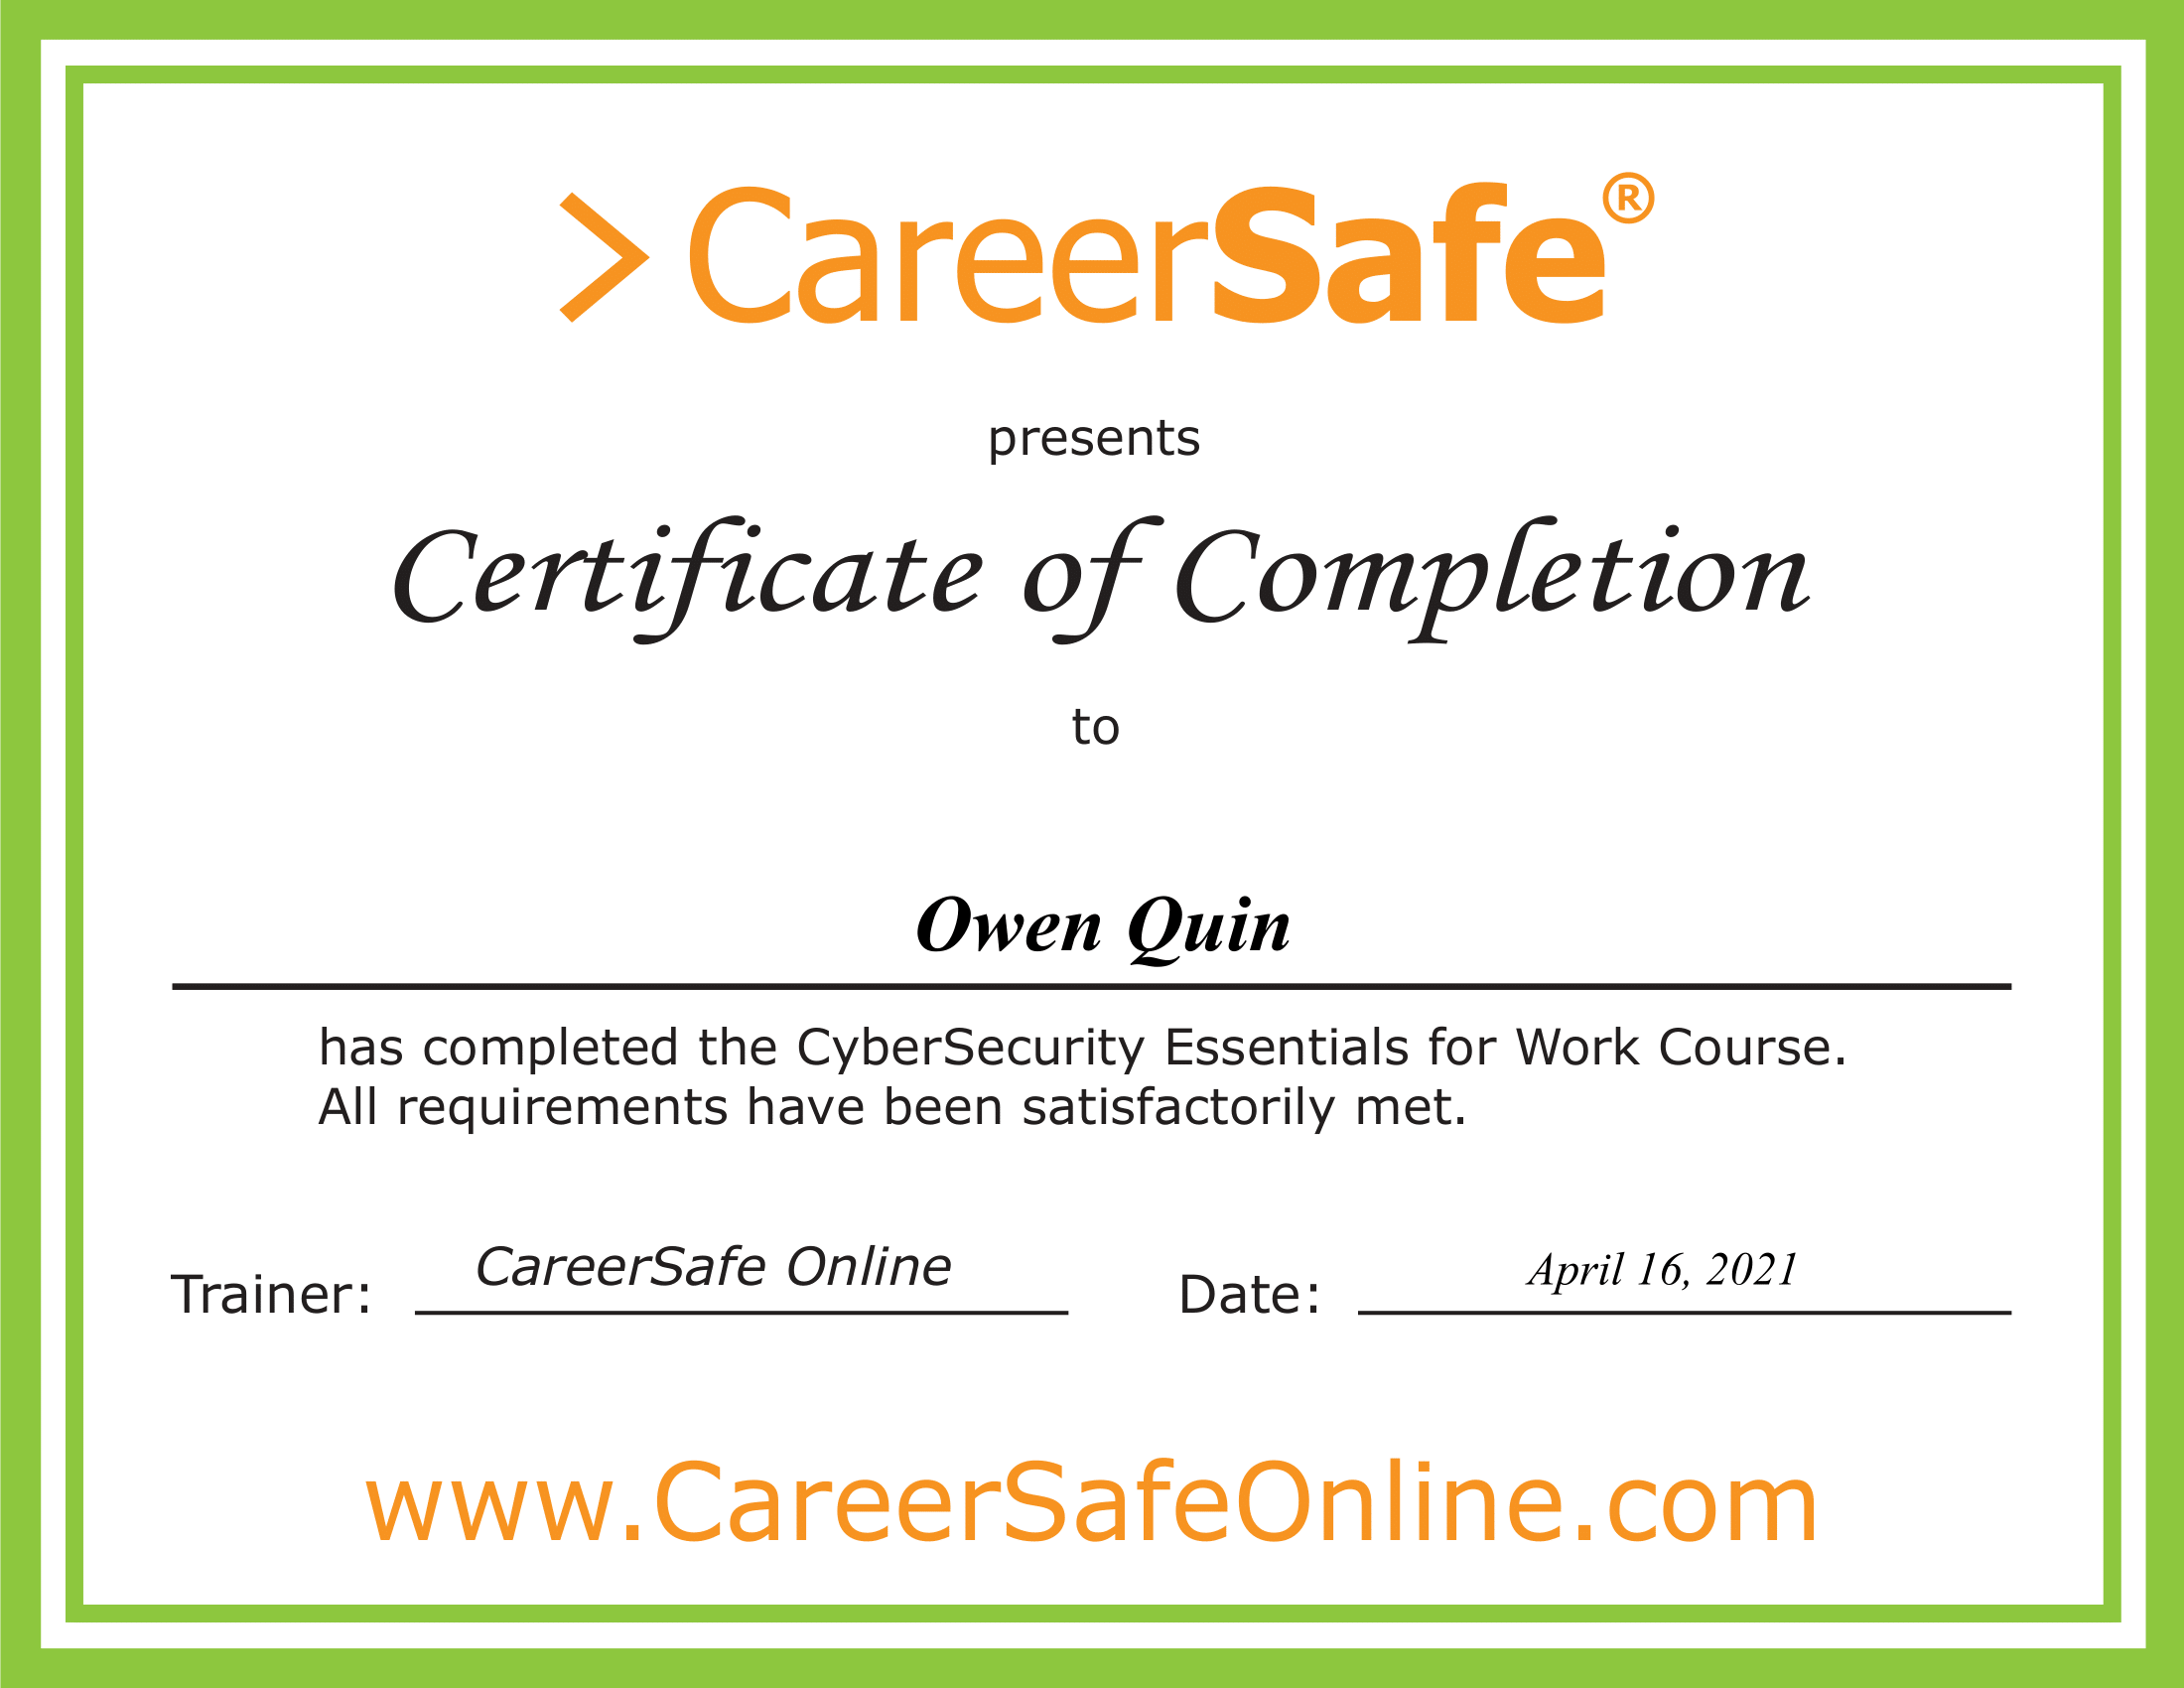 > CareerSafe®
presents
Certificate of Completion
to
Owen Quin
has completed the CyberSecurity Essentials for Work Course.
All requirements have been satisfactorily met.
Trainer: CareerSafe Online Date: April 16, 2021
www.CareerSafeOnline.com